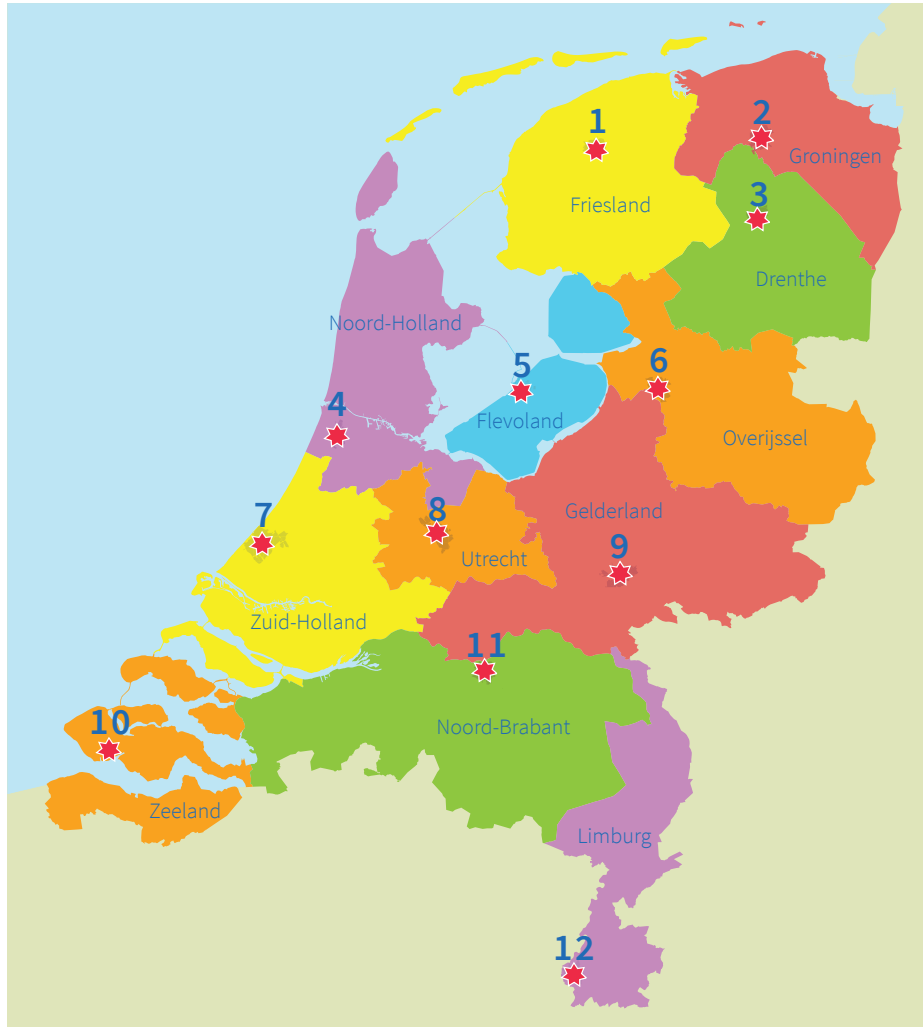 1
2
Groningen
3
Friesland
Drenthe
Noord-Holland
5
6
4
Flevoland
Overijssel
7
8
Gelderland
9
Utrecht
Zuid-Holland
11
10
Noord-Brabant
Zeeland
Limburg
12